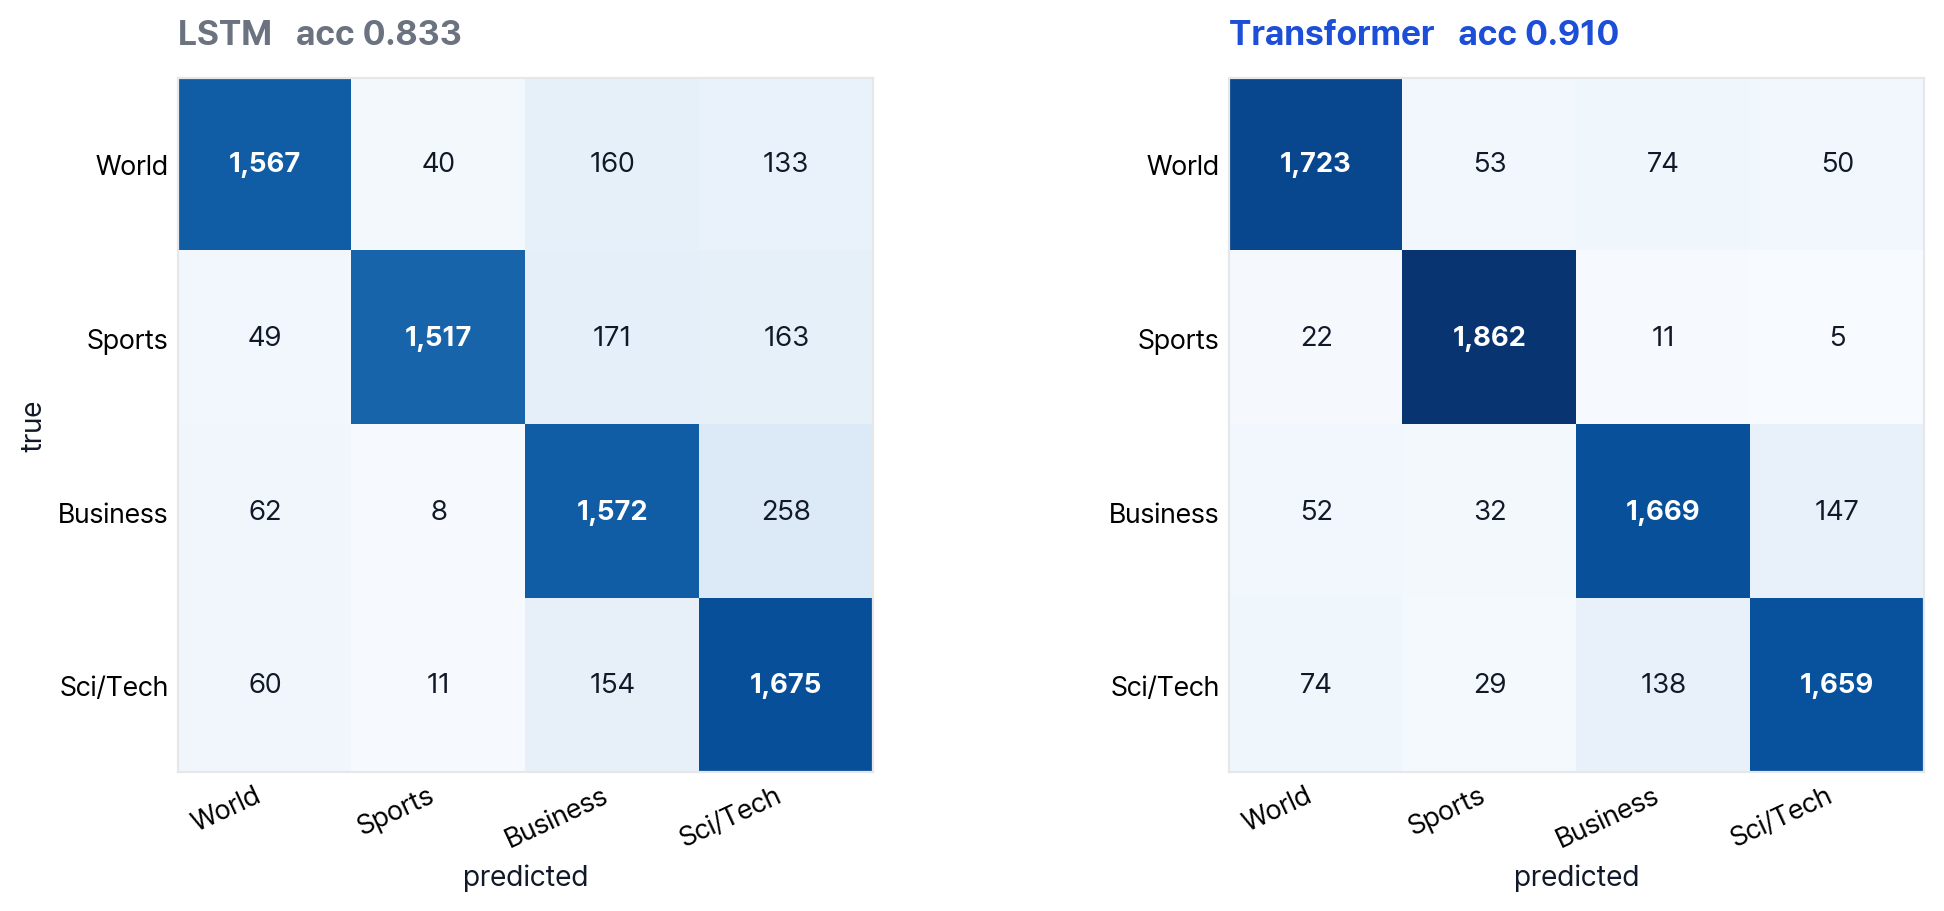 LSTM acc 0.833
World 1,567 40 160 133
Sports 49 1,517 171 163
Business 62 8 1,572 258
Sci/Tech 60 11 154 1,675
World Sports Business Sci/Tech
predicted
true
Transformer acc 0.910
World 1,723 53 74 50
Sports 22 1,862 11 5
Business 52 32 1,669 147
Sci/Tech 74 29 138 1,659
World Sports Business Sci/Tech
predicted